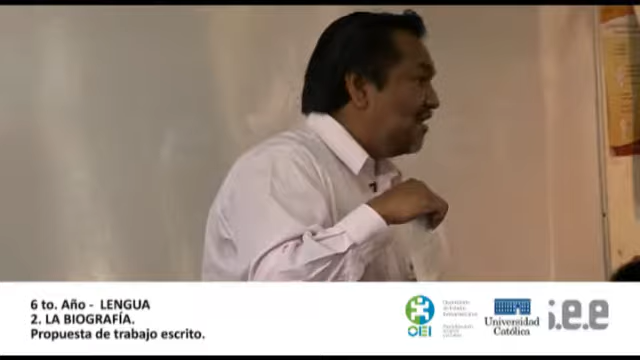 6 to. Año - LENGUA
2. LA BIOGRAFÍA.
Propuesta de trabajo escrito.
OEI
Universidad
Católica
i.e.e